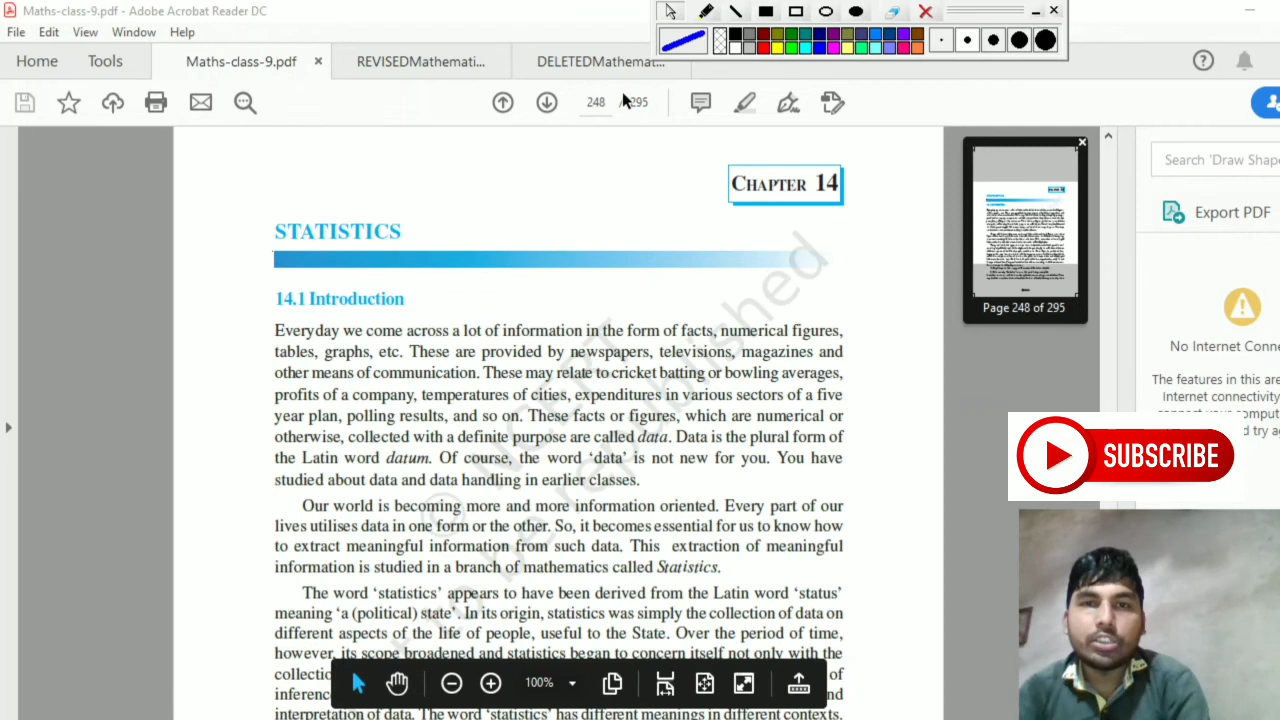 Maths-class-9.pdf - Adobe Acrobat Reader DC
File Edit View Window Help
Home Tools Maths-class-9.pdf × REVISEDMathemati... DELETEDMathemat...
248 / 295
Search 'Draw Shape
Export PDF
Page 248 of 295
No Internet Conne
The features in this are
Internet connectivity
connect your comput
d try ag
SUBSCRIBE
CHAPTER 14
STATISTICS
14.1 Introduction
Everyday we come across a lot of information in the form of facts, numerical figures,
tables, graphs, etc. These are provided by newspapers, televisions, magazines and
other means of communication. These may relate to cricket batting or bowling averages,
profits of a company, temperatures of cities, expenditures in various sectors of a five
year plan, polling results, and so on. These facts or figures, which are numerical or
otherwise, collected with a definite purpose are called data. Data is the plural form of
the Latin word datum. Of course, the word ‘data’ is not new for you. You have
studied about data and data handling in earlier classes.
Our world is becoming more and more information oriented. Every part of our
lives utilises data in one form or the other. So, it becomes essential for us to know how
to extract meaningful information from such data. This extraction of meaningful
information is studied in a branch of mathematics called Statistics.
The word ‘statistics’ appears to have been derived from the Latin word ‘status’
meaning ‘a (political) state’. In its origin, statistics was simply the collection of data on
different aspects of the life of people, useful to the State. Over the period of time,
however, its scope broadened and statistics began to concern itself not only with the
collectio of
inferenc nd
interpretation of data. The word ‘statistics’ has different meanings in different contexts.
100%
© NCERT
be republished